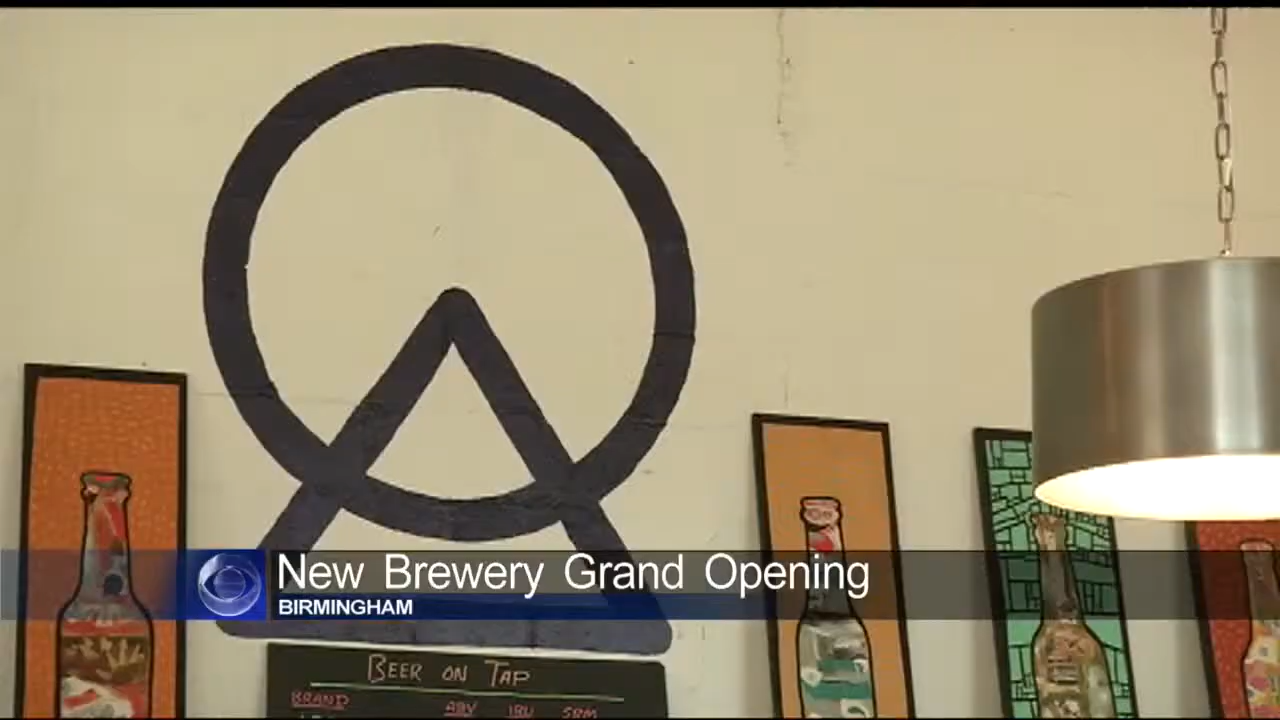 New Brewery Grand Opening
BIRMINGHAM
BEER ON TAP
BRAND ABV IBU SRM